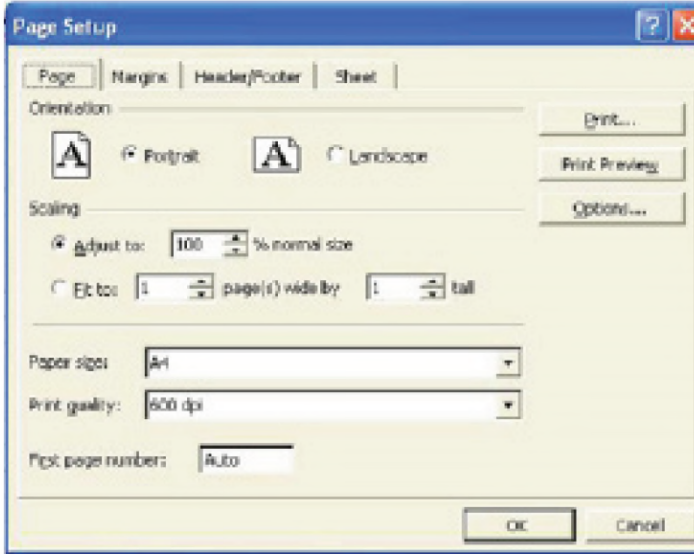 Page Setup
Page Margins Header/Footer Sheet
Orientation
A Portrait A Landscape
Print...
Print Preview
Options...
Scaling
Adjust to: 100 % normal size
Fit to: 1 page(s) wide by 1 tall
Paper size: A4
Print quality: 600 dpi
First page number: Auto
OK Cancel